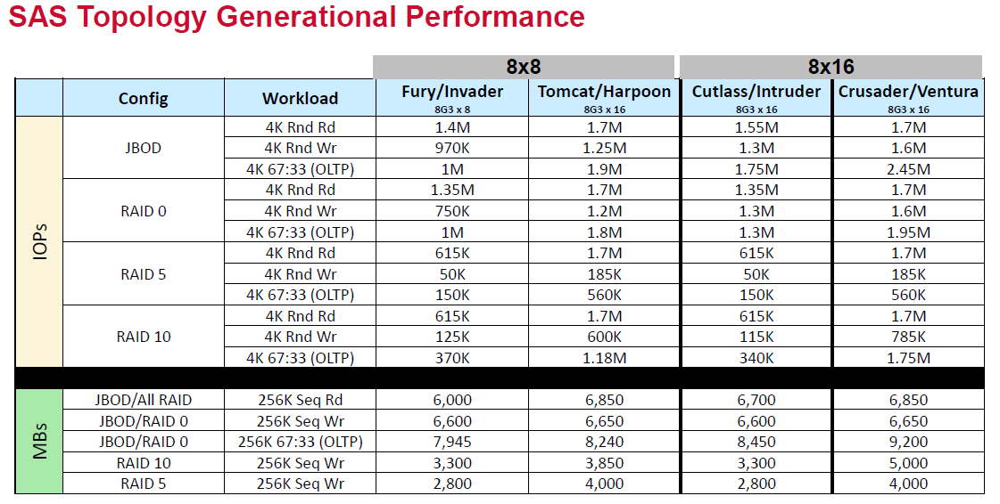 SAS Topology Generational Performance
8x8 8x16
Config Workload Fury/Invader Tomcat/Harpoon Cutlass/Intruder Crusader/Ventura
8G3 x 8 8G3 x 16 8G3 x 16 8G3 x 16
IOPs
JBOD
4K Rnd Rd 1.4M 1.7M 1.55M 1.7M
4K Rnd Wr 970K 1.25M 1.3M 1.6M
4K 67:33 (OLTP) 1M 1.9M 1.75M 2.45M
RAID 0
4K Rnd Rd 1.35M 1.7M 1.35M 1.7M
4K Rnd Wr 750K 1.2M 1.3M 1.6M
4K 67:33 (OLTP) 1M 1.8M 1.3M 1.95M
RAID 5
4K Rnd Rd 615K 1.7M 615K 1.7M
4K Rnd Wr 50K 185K 50K 185K
4K 67:33 (OLTP) 150K 560K 150K 560K
RAID 10
4K Rnd Rd 615K 1.7M 615K 1.7M
4K Rnd Wr 125K 600K 115K 785K
4K 67:33 (OLTP) 370K 1.18M 340K 1.75M
MBs
JBOD/All RAID 256K Seq Rd 6,000 6,850 6,700 6,850
JBOD/RAID 0 256K Seq Wr 6,600 6,650 6,600 6,650
JBOD/RAID 0 256K 67:33 (OLTP) 7,945 8,240 8,450 9,200
RAID 10 256K Seq Wr 3,300 3,850 3,300 5,000
RAID 5 256K Seq Wr 2,800 4,000 2,800 4,000